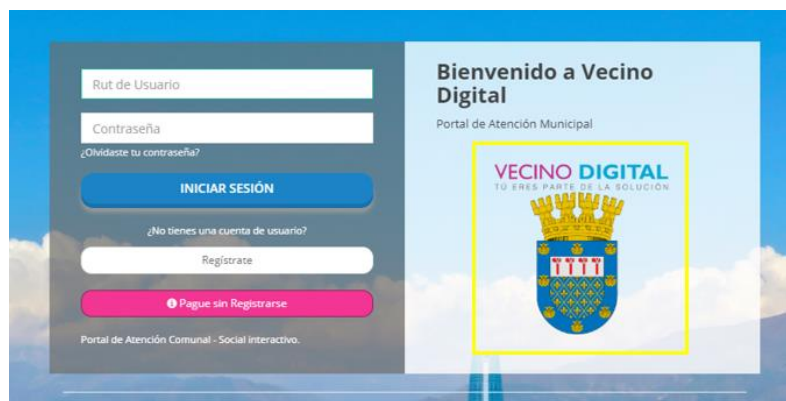 Rut de Usuario
Contraseña
¿Olvidaste tu contraseña?
INICIAR SESIÓN
¿No tienes una cuenta de usuario?
Regístrate
Pague sin Registrarse
Portal de Atención Comunal - Social interactivo.
Bienvenido a Vecino
Digital
Portal de Atención Municipal
VECINO DIGITAL
TÚ ERES PARTE DE LA SOLUCIÓN